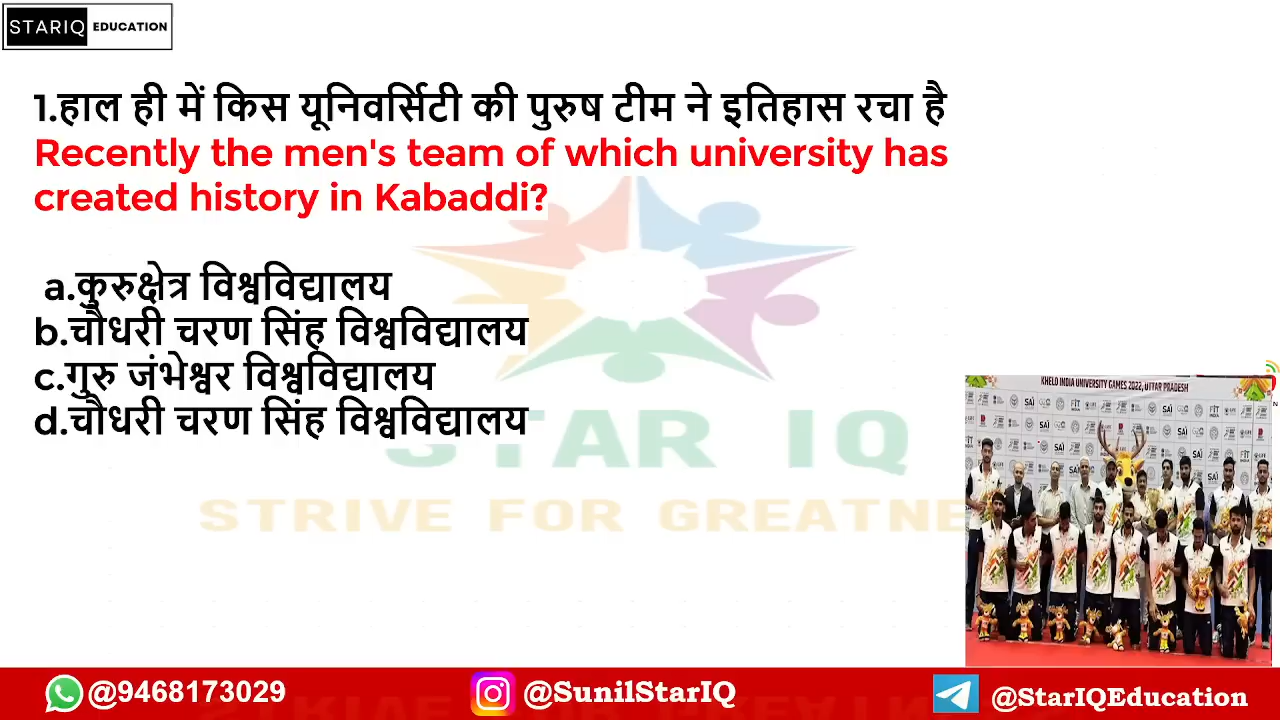 STARIQ EDUCATION
1.हाल ही में किस यूनिवर्सिटी की पुरुष टीम ने इतिहास रचा है
Recently the men's team of which university has
created history in Kabaddi?
a.कुरुक्षेत्र विश्वविद्यालय
b.चौधरी चरण सिंह विश्वविद्यालय
c.गुरु जंभेश्वर विश्वविद्यालय
d.चौधरी चरण सिंह विश्वविद्यालय
STAR IQ
STRIVE FOR GREATNE
KHELO INDIA UNIVERSITY GAMES 2022, UTTAR PRADESH
@9468173029
@SunilStarIQ
@StarIQEducation